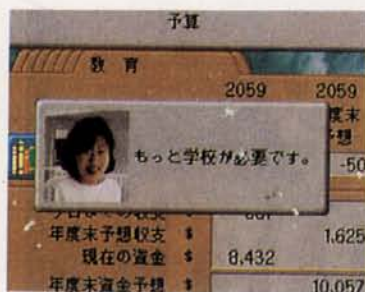 予算
教育
2059 2059
度末
予想
もっと学校が必要です。
-50
年度末予想収支 $ 1,625
現在の資金 $ 8,432
年度末資金予想 $ 10,057